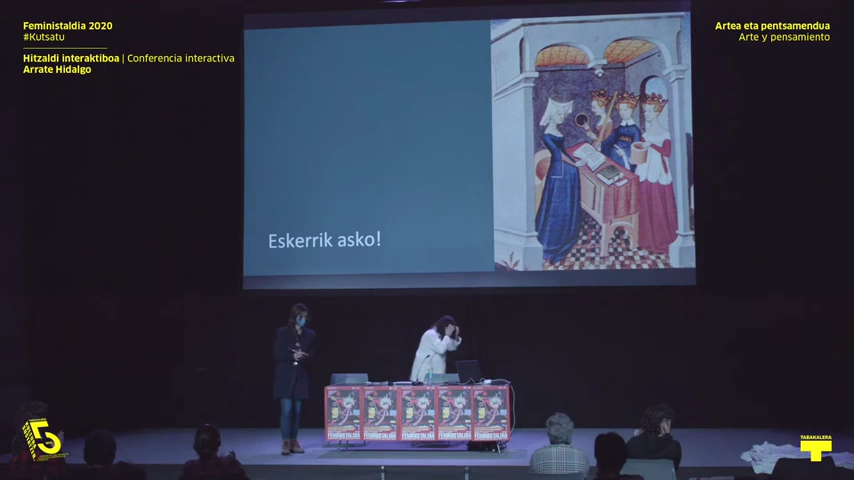 Feministaldia 2020
#Kutsatu
Hitzaldi interaktiboa | Conferencia interactiva
Arrate Hidalgo
Artea eta pentsamendua
Arte y pensamiento
Eskerrik asko!
FEMINISTALDIA FEMINISTALDIA FEMINISTALDIA FEMINISTALDIA FEMINISTALDIA
TABAKALERA